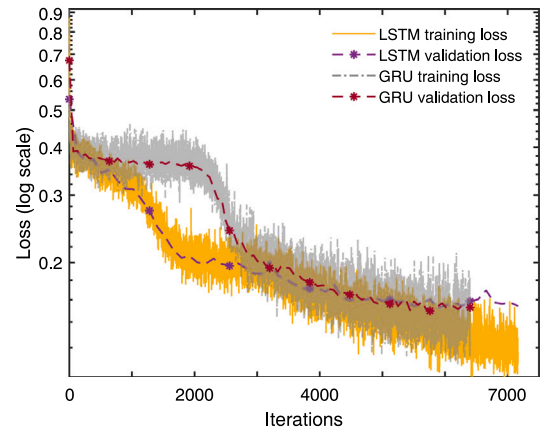 0.9
0.8
0.7
0.6
0.5
0.4
0.3
0.2
Loss (log scale)
LSTM training loss
LSTM validation loss
GRU training loss
GRU validation loss
0
2000
4000
7000
Iterations